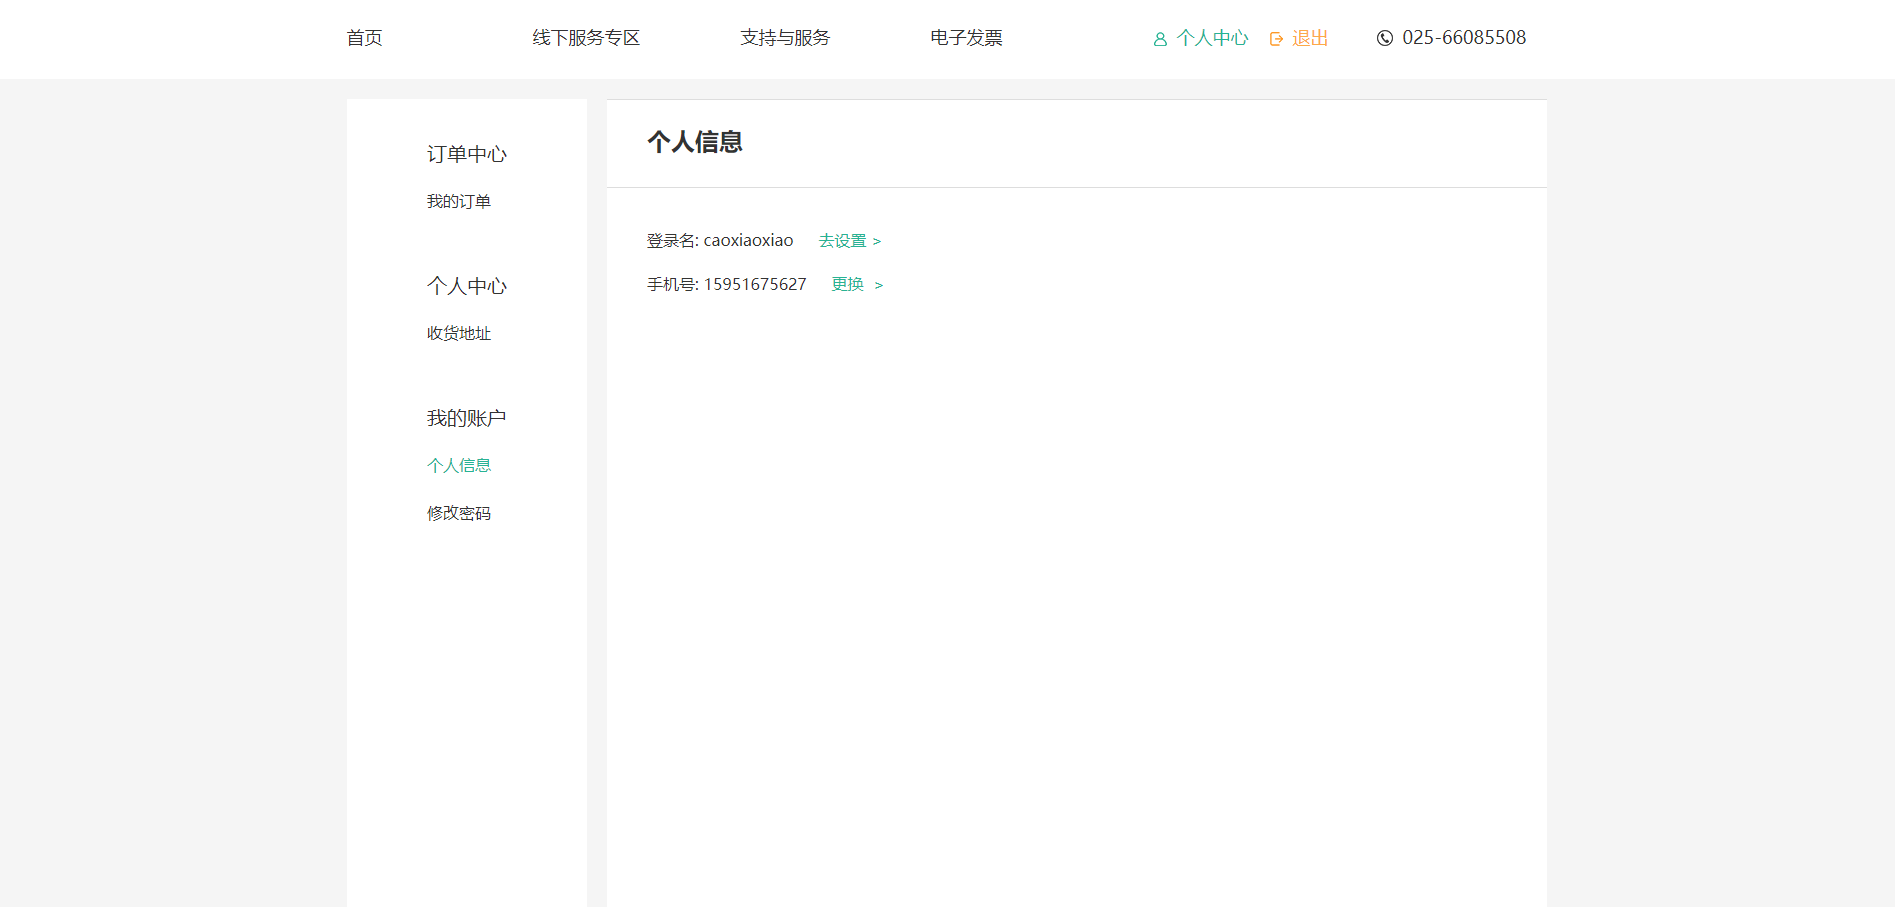 首页 线下服务专区 支持与服务 电子发票 个人中心 退出 025-66085508
订单中心
我的订单
个人中心
收货地址
我的账户
个人信息
修改密码
个人信息
登录名: caoxiaoxiao 去设置 >
手机号: 15951675627 更换 >